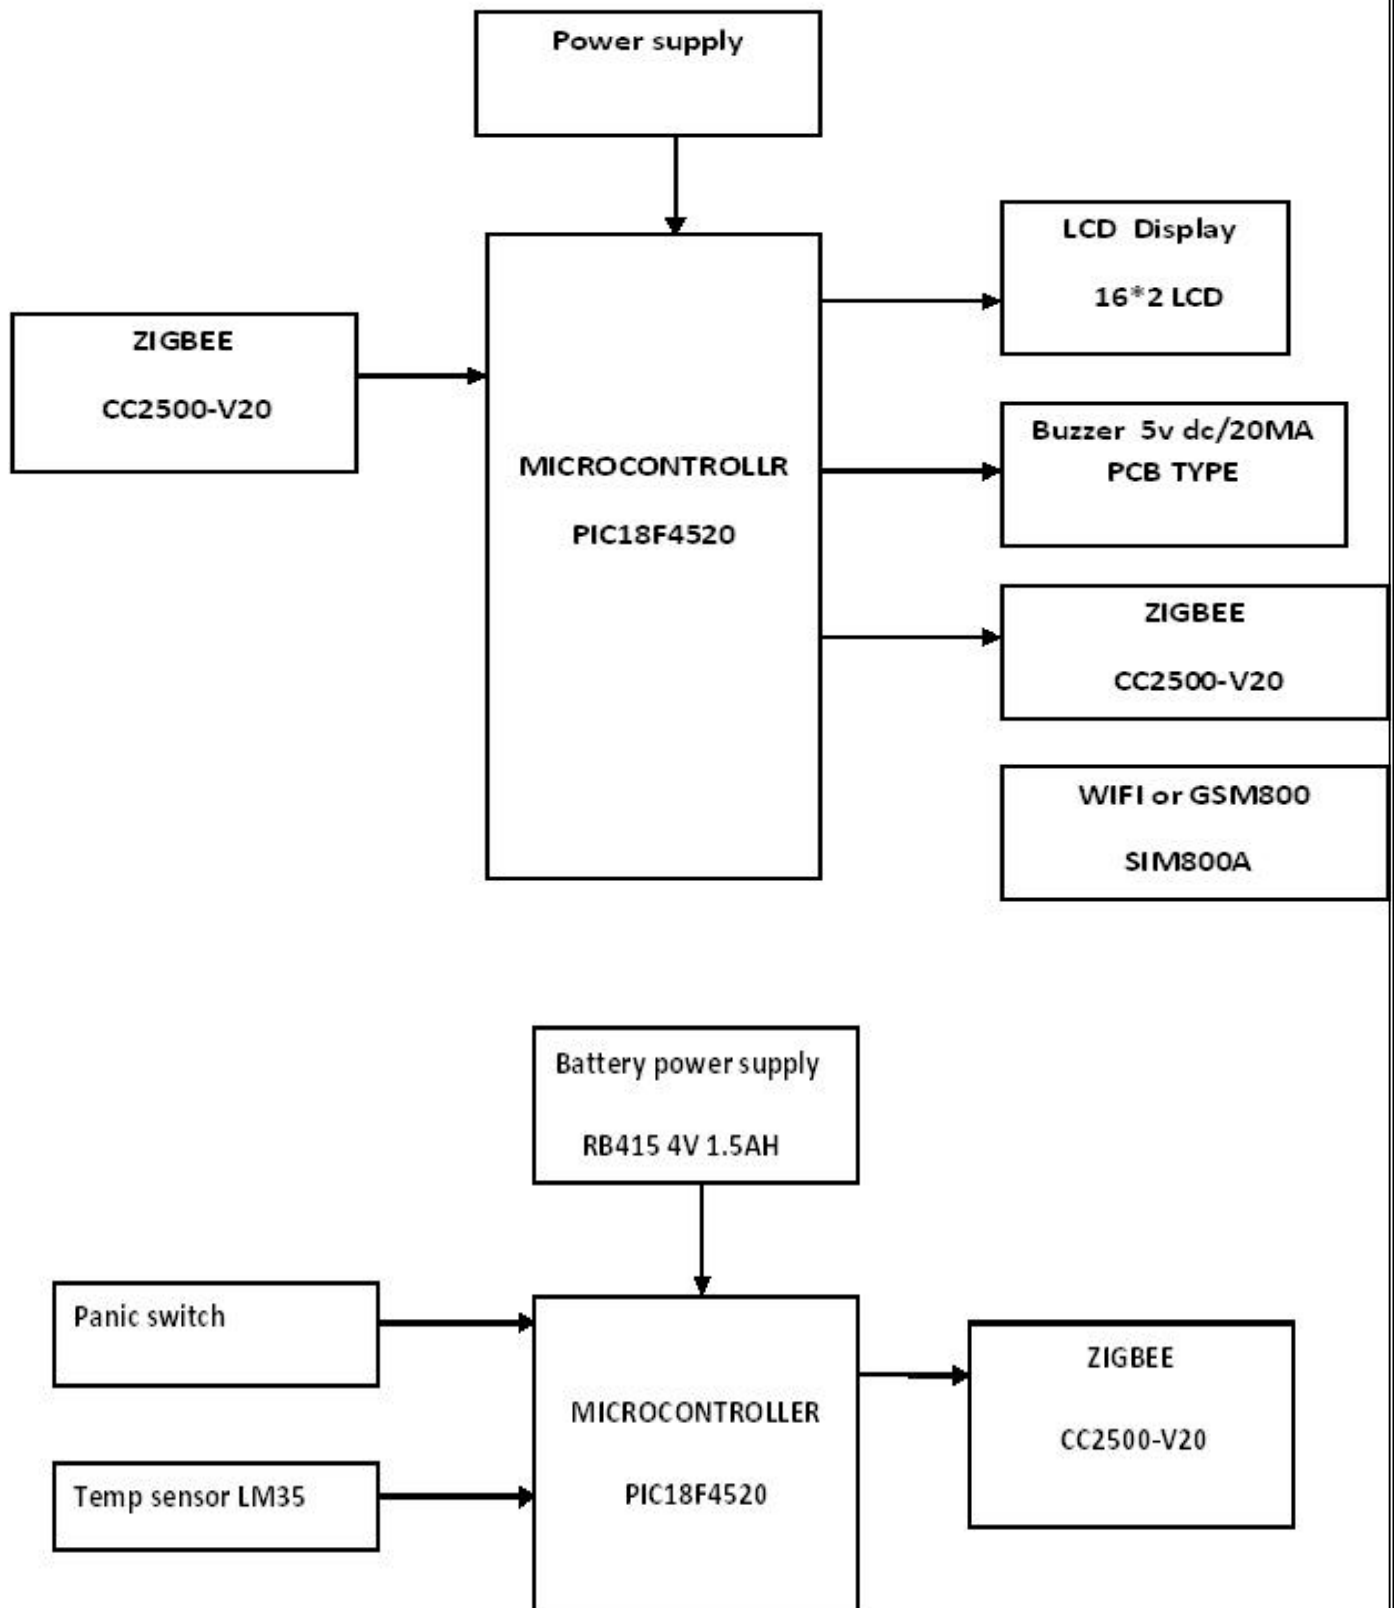 Power supply
LCD Display
16*2 LCD
ZIGBEE
CC2500-V20
Buzzer 5v dc/20MA
PCB TYPE
MICROCONTROLLR
PIC18F4520
ZIGBEE
CC2500-V20
WIFI or GSM800
SIM800A
Battery power supply
RB415 4V 1.5AH
Panic switch
MICROCONTROLLER
PIC18F4520
ZIGBEE
CC2500-V20
Temp sensor LM35